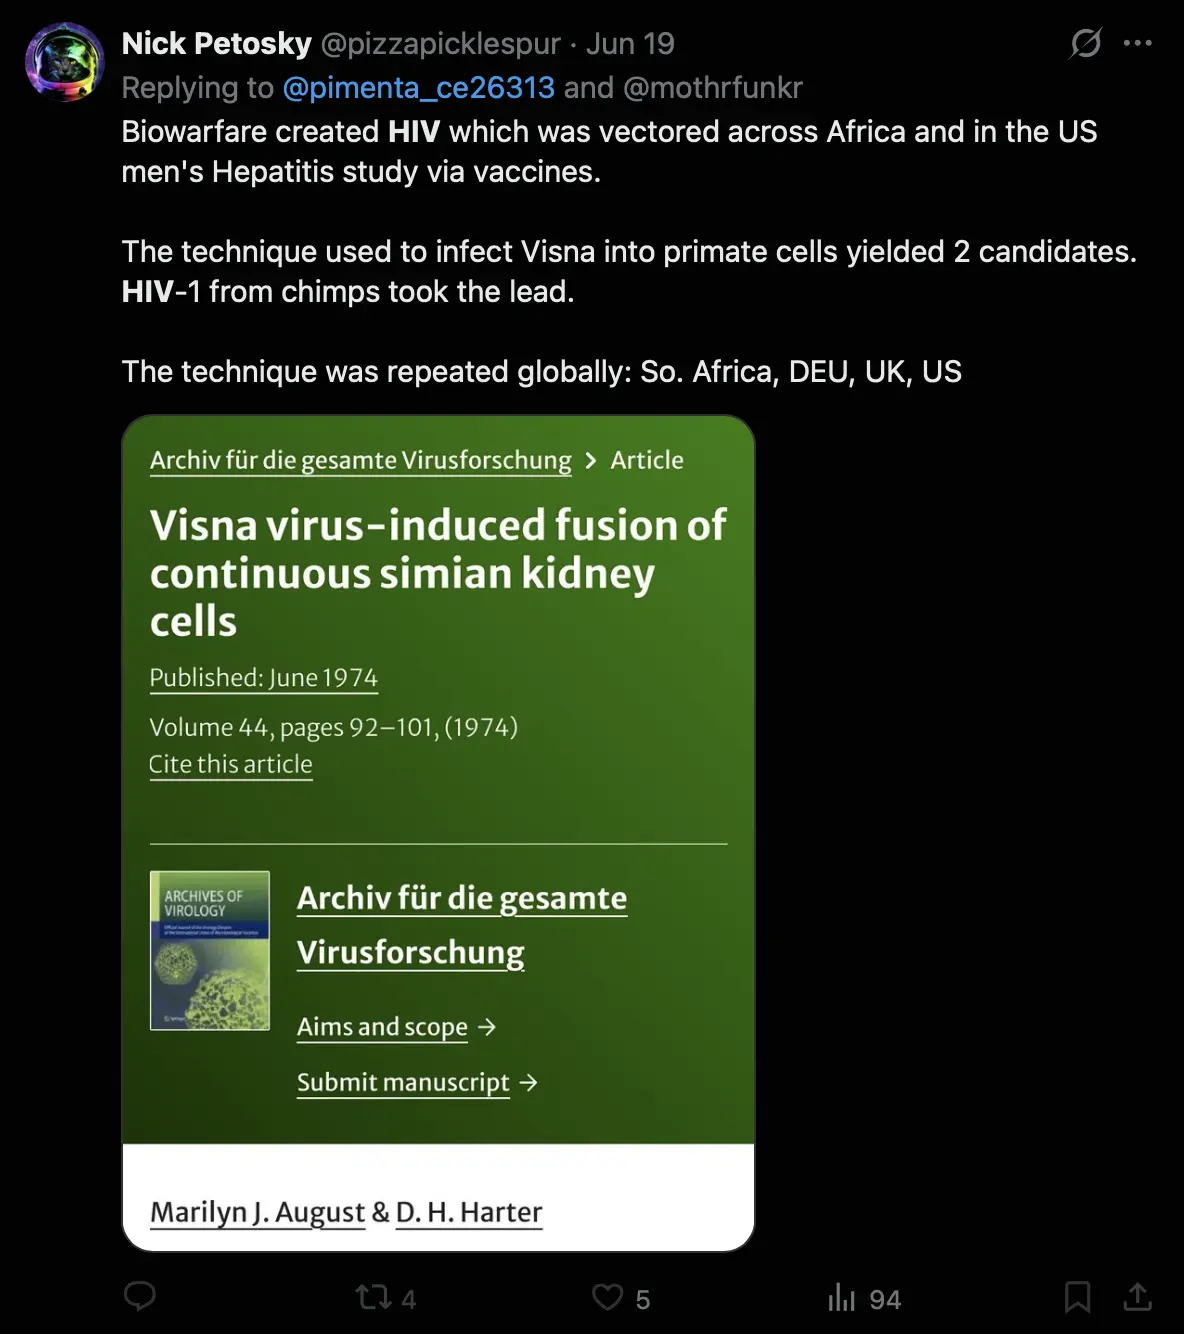 Nick Petosky @pizzapicklespur · Jun 19
Replying to @pimenta_ce26313 and @mothrfunkr
Biowarfare created HIV which was vectored across Africa and in the US
men's Hepatitis study via vaccines.
The technique used to infect Visna into primate cells yielded 2 candidates.
HIV-1 from chimps took the lead.
The technique was repeated globally: So. Africa, DEU, UK, US
Archiv für die gesamte Virusforschung > Article
Visna virus-induced fusion of
continuous simian kidney
cells
Published: June 1974
Volume 44, pages 92–101, (1974)
Cite this article
ARCHIVES OF
VIROLOGY
Archiv für die gesamte
Virusforschung
Aims and scope →
Submit manuscript →
Marilyn J. August & D. H. Harter
4
5
94